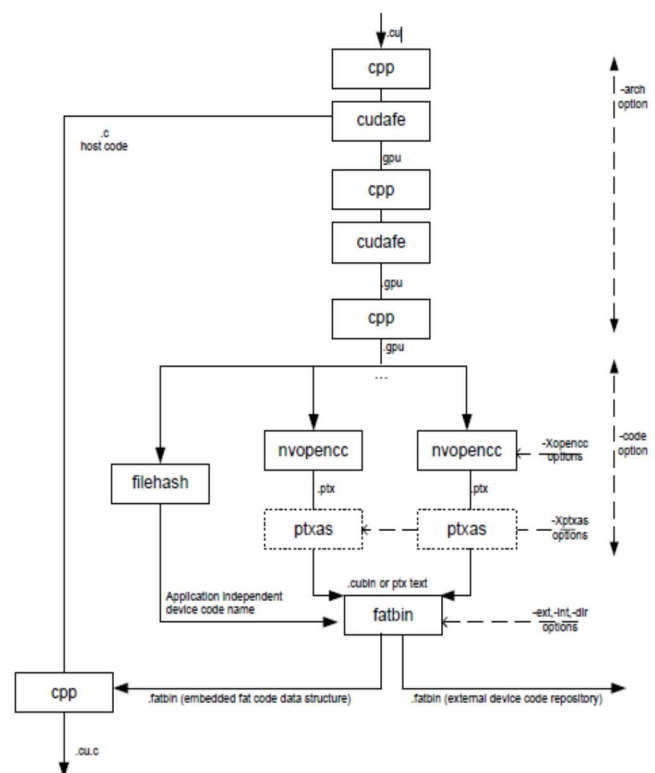 .cu
cpp
-arch
option
cudafe
.c
host code
.gpu
cpp
cudafe
.gpu
cpp
.gpu
...
nvopencc
nvopencc
-Xopencc
options
-code
option
filehash
.ptx
.ptx
ptxas
ptxas
-Xptxas
options
.cubin or ptx text
Application independent
device code name
fatbin
-ext,-int,-dir
options
cpp
.fatbin (embedded fat code data structure)
.fatbin (external device code repository)
.cu.c